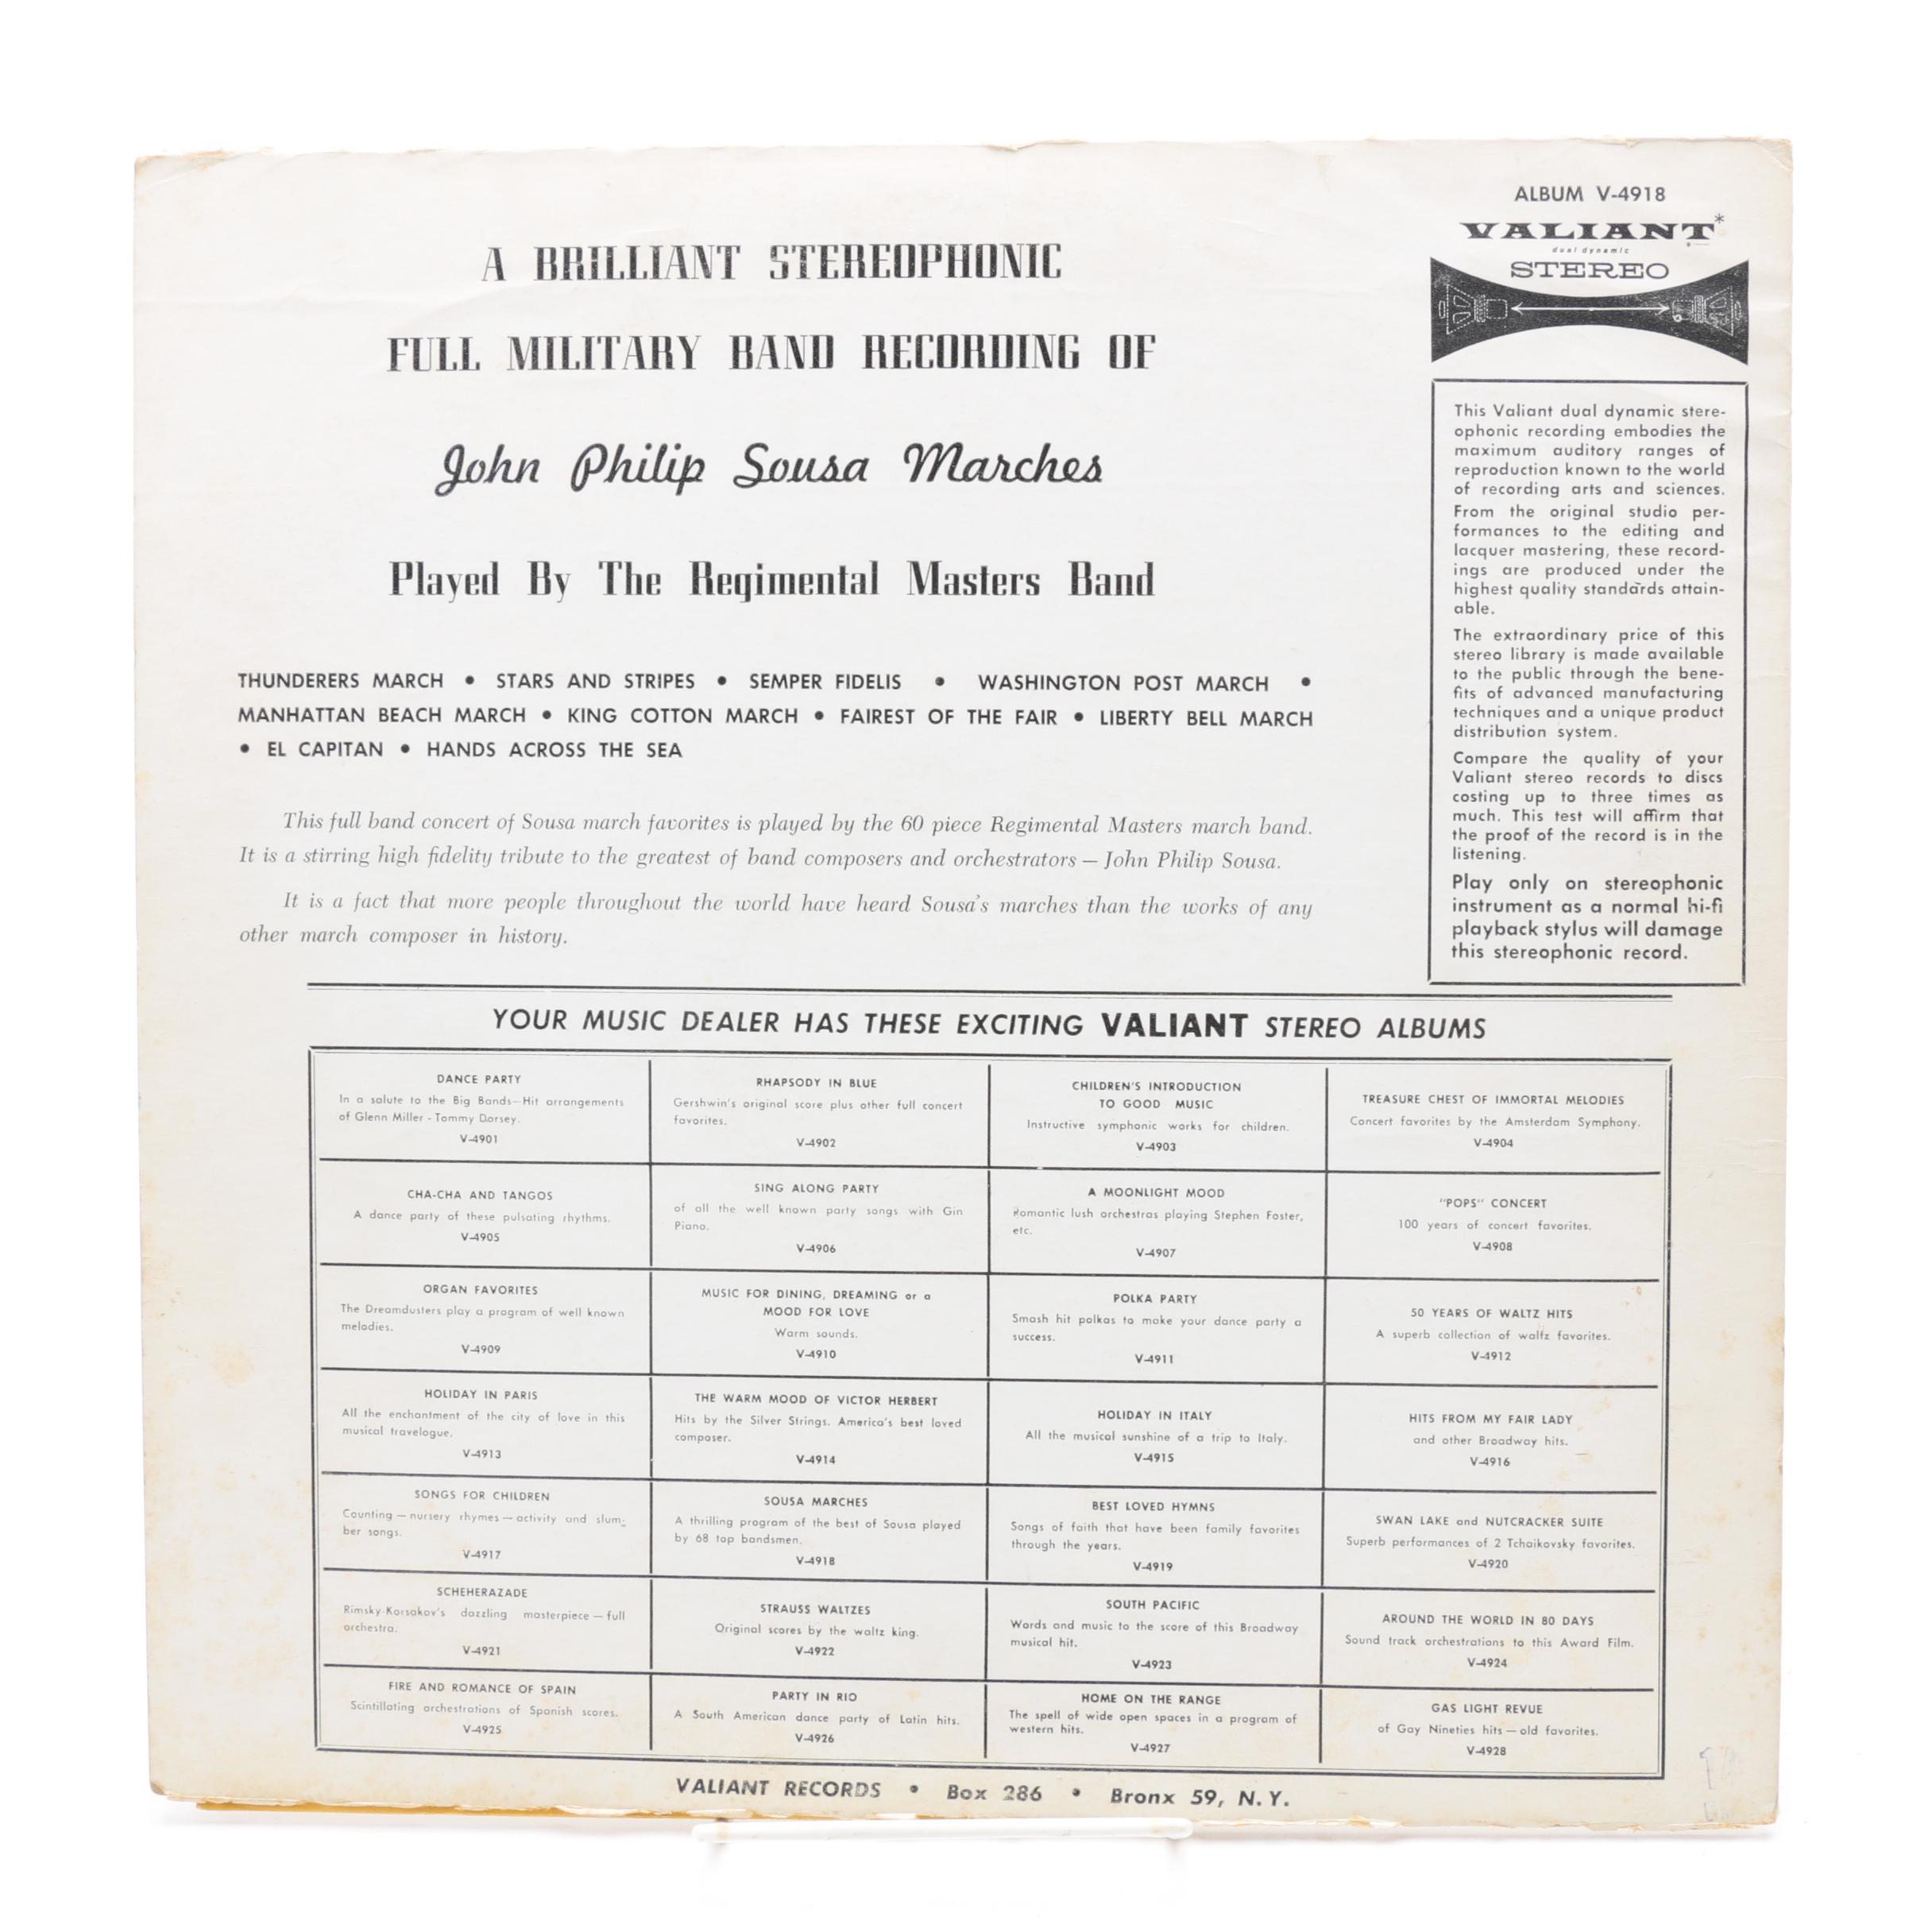 A BRILLIANT STEREOPHONIC
FULL MILITARY BAND RECORDING OF
John Philip Sousa Marches
Played By The Regimental Masters Band
THUNDERERS MARCH • STARS AND STRIPES • SEMPER FIDELIS • WASHINGTON POST MARCH •
MANHATTAN BEACH MARCH • KING COTTON MARCH • FAIREST OF THE FAIR • LIBERTY BELL MARCH
• EL CAPITAN • HANDS ACROSS THE SEA
This full band concert of Sousa march favorites is played by the 60 piece Regimental Masters march band.
It is a stirring high fidelity tribute to the greatest of band composers and orchestrators — John Philip Sousa.
It is a fact that more people throughout the world have heard Sousa's marches than the works of any
other march composer in history.
ALBUM V-4918
VALIANT*
dual dynamic
STEREO
This Valiant dual dynamic stere-
ophonic recording embodies the
maximum auditory ranges of
reproduction known to the world
of recording arts and sciences.
From the original studio per-
formances to the editing and
lacquer mastering, these record-
ings are produced under the
highest quality standards attain-
able.
The extraordinary price of this
stereo library is made available
to the public through the bene-
fits of advanced manufacturing
techniques and a unique product
distribution system.
Compare the quality of your
Valiant stereo records to discs
costing up to three times as
much. This test will affirm that
the proof of the record is in the
listening.
Play only on stereophonic
instrument as a normal hi-fi
playback stylus will damage
this stereophonic record.
YOUR MUSIC DEALER HAS THESE EXCITING VALIANT STEREO ALBUMS
DANCE PARTY
In a salute to the Big Bands—Hit arrangements
of Glenn Miller - Tommy Dorsey.
V-4901
RHAPSODY IN BLUE
Gershwin's original score plus other full concert
favorites.
V-4902
CHILDREN'S INTRODUCTION
TO GOOD MUSIC
Instructive symphonic works for children.
V-4903
TREASURE CHEST OF IMMORTAL MELODIES
Concert favorites by the Amsterdam Symphony.
V-4904
CHA-CHA AND TANGOS
A dance party of these pulsating rhythms.
V-4905
SING ALONG PARTY
of all the well known party songs with Gin
Piano.
V-4906
A MOONLIGHT MOOD
Romantic lush orchestras playing Stephen Foster,
etc.
V-4907
"POPS" CONCERT
100 years of concert favorites.
V-4908
ORGAN FAVORITES
The Dreamdusters play a program of well known
melodies.
V-4909
MUSIC FOR DINING, DREAMING or a
MOOD FOR LOVE
Warm sounds.
V-4910
POLKA PARTY
Smash hit polkas to make your dance party a
success.
V-4911
50 YEARS OF WALTZ HITS
A superb collection of waltz favorites.
V-4912
HOLIDAY IN PARIS
All the enchantment of the city of love in this
musical travelogue.
V-4913
THE WARM MOOD OF VICTOR HERBERT
Hits by the Silver Strings. America's best loved
composer.
V-4914
HOLIDAY IN ITALY
All the musical sunshine of a trip to Italy.
V-4915
HITS FROM MY FAIR LADY
and other Broadway hits.
V-4916
SONGS FOR CHILDREN
Counting — nursery rhymes — activity and slum-
ber songs.
V-4917
SOUSA MARCHES
A thrilling program of the best of Sousa played
by 68 top bandsmen.
V-4918
BEST LOVED HYMNS
Songs of faith that have been family favorites
through the years.
V-4919
SWAN LAKE and NUTCRACKER SUITE
Superb performances of 2 Tchaikovsky favorites.
V-4920
SCHEHERAZADE
Rimsky-Korsakov's dazzling masterpiece — full
orchestra.
V-4921
STRAUSS WALTZES
Original scores by the waltz king.
V-4922
SOUTH PACIFIC
Words and music to the score of this Broadway
musical hit.
V-4923
AROUND THE WORLD IN 80 DAYS
Sound track orchestrations to this Award Film.
V-4924
FIRE AND ROMANCE OF SPAIN
Scintillating orchestrations of Spanish scores.
V-4925
PARTY IN RIO
A South American dance party of Latin hits.
V-4926
HOME ON THE RANGE
The spell of wide open spaces in a program of
western hits.
V-4927
GAS LIGHT REVUE
of Gay Nineties hits — old favorites.
V-4928
VALIANT RECORDS • Box 286 • Bronx 59, N.Y.